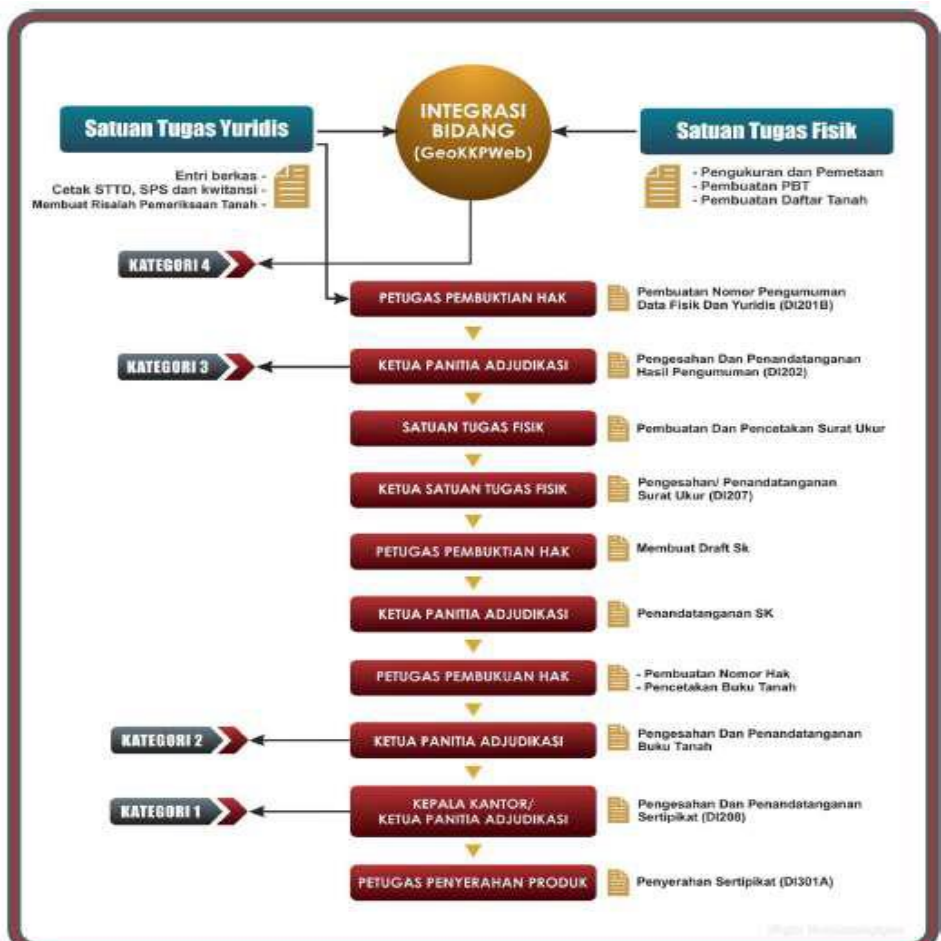 INTEGRASI
BIDANG
(GeoKKPWeb)
Satuan Tugas Yuridis
Satuan Tugas Fisik
Entri berkas -
Cetak STTD, SPS dan kwitansi -
Membuat Risalah Pemeriksaan Tanah -
- Pengukuran dan Pemetaan
- Pembuatan PBT
- Pembuatan Daftar Tanah
KATEGORI 4
PETUGAS PEMBUKTIAN HAK
Pembuatan Nomor Pengumuman
Data Fisik Dan Yuridis (DI201B)
KATEGORI 3
KETUA PANITIA ADJUDIKASI
Pengesahan Dan Penandatanganan
Hasil Pengumuman (DI202)
SATUAN TUGAS FISIK
Pembuatan Dan Pencetakan Surat Ukur
KETUA SATUAN TUGAS FISIK
Pengesahan/ Penandatanganan
Surat Ukur (DI207)
PETUGAS PEMBUKTIAN HAK
Membuat Draft Sk
KETUA PANITIA ADJUDIKASI
Penandatanganan SK
PETUGAS PEMBUKUAN HAK
- Pembuatan Nomor Hak
- Pencetakan Buku Tanah
KATEGORI 2
KETUA PANITIA ADJUDIKASI
Pengesahan Dan Penandatanganan
Buku Tanah
KATEGORI 1
KEPALA KANTOR/
KETUA PANITIA ADJUDIKASI
Pengesahan Dan Penandatanganan
Sertipikat (DI208)
PETUGAS PENYERAHAN PRODUK
Penyerahan Sertipikat (DI301A)